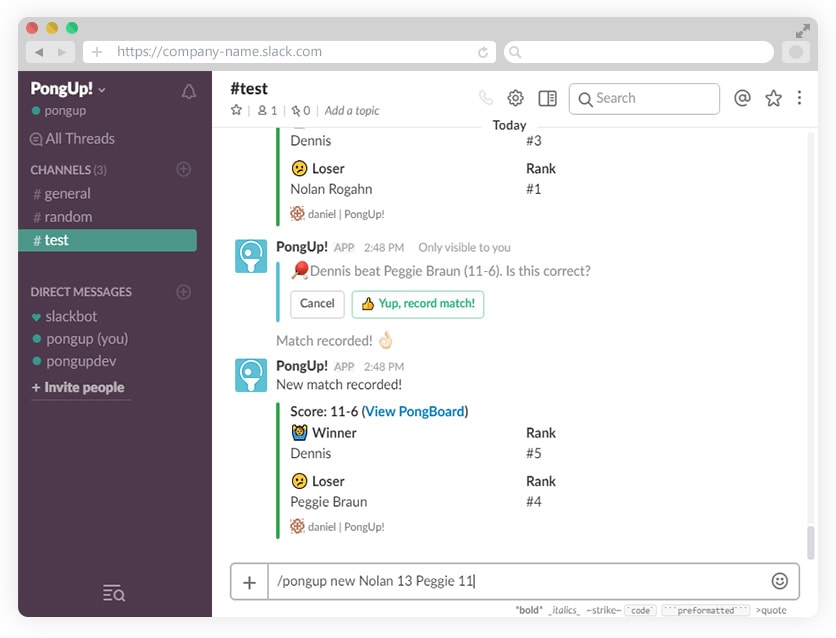 https://company-name.slack.com
PongUp!
pongup
All Threads
CHANNELS (3)
# general
# random
# test
DIRECT MESSAGES
slackbot
pongup (you)
pongupdev
+ Invite people
#test
1 | 0 | Add a topic
Search
Today
Dennis #3
Loser Rank
Nolan Rogahn #1
daniel | PongUp!
PongUp! APP 2:48 PM Only visible to you
Dennis beat Peggie Braun (11-6). Is this correct?
Cancel Yup, record match!
Match recorded!
PongUp! APP 2:48 PM
New match recorded!
Score: 11-6 (View PongBoard)
Winner Rank
Dennis #5
Loser Rank
Peggie Braun #4
daniel | PongUp!
/pongup new Nolan 13 Peggie 11
*bold* _italics_ ~strike~ `code` ```preformatted``` >quote